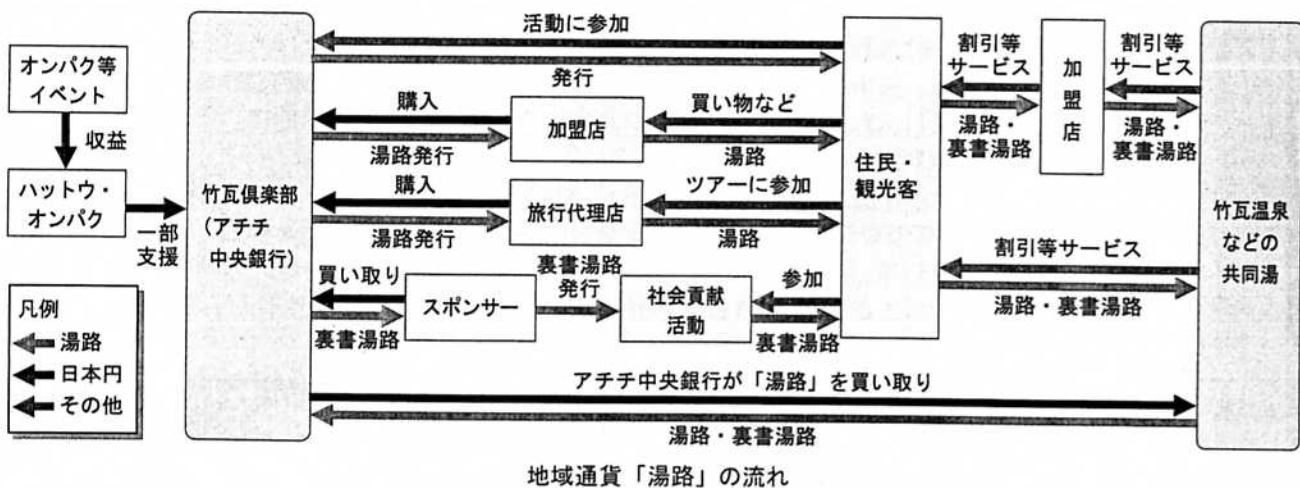 オンパク等
イベント
収益
ハットウ・
オンパク
一部
支援
凡例
湯路
日本円
その他
竹瓦倶楽部
(アチチ
中央銀行)
活動に参加
発行
購入
湯路発行
加盟店
買い物など
湯路
購入
湯路発行
旅行代理店
ツアーに参加
湯路
買い取り
裏書湯路
スポンサー
裏書湯路
発行
社会貢献
活動
参加
裏書湯路
住民・
観光客
割引等
サービス
湯路・
裏書湯路
加盟店
割引等
サービス
湯路・
裏書湯路
割引等サービス
湯路・裏書湯路
竹瓦温泉
などの
共同湯
アチチ中央銀行が「湯路」を買い取り
湯路・裏書湯路
地域通貨「湯路」の流れ